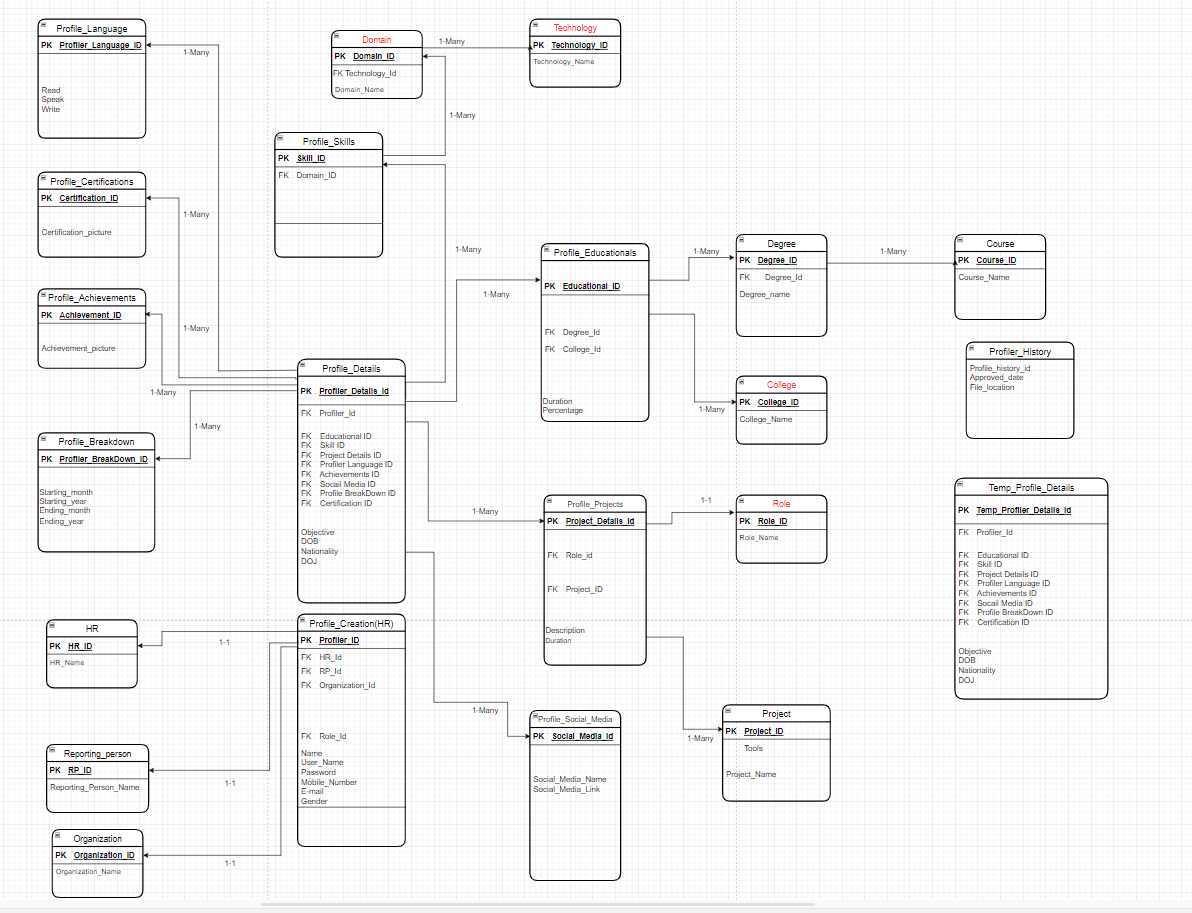 Profile_Language
PK Profiler_Language_ID
Read
Speak
Write
1-Many
Domain
PK Domain_ID
FK Technology_Id
Domain_Name
1-Many
Technology
PK Technology_ID
Technology_Name
1-Many
Profile_Skills
PK Skill_ID
FK Domain_ID
Profile_Certifications
PK Certification_ID
Certification_picture
1-Many
1-Many
Profile_Educationals
PK Educational_ID
FK Degree_Id
FK College_Id
Duration
Percentage
1-Many
1-Many
Degree
PK Degree_ID
FK Degree_Id
Degree_name
1-Many
Course
PK Course_ID
Course_Name
Profile_Achievements
PK Achievement_ID
Achievement_picture
1-Many
1-Many
Profiler_History
Profile_history_id
Approved_date
File_location
College
PK College_ID
College_Name
1-Many
Profile_Details
PK Profiler_Details_Id
FK Profiler_Id
FK Educational ID
FK Skill ID
FK Project Details ID
FK Profiler Language ID
FK Achievements ID
FK Socail Media ID
FK Profile BreakDown ID
FK Certification ID
Objective
DOB
Nationality
DOJ
1-Many
Profile_Breakdown
PK Profiler_BreakDown_ID
Starting_month
Starting_year
Ending_month
Ending_year
1-Many
Profile_Projects
PK Project_Details_Id
FK Role_id
FK Project_ID
Description
Duration
1-1
Role
PK Role_ID
Role_Name
Temp_Profile_Details
PK Temp_Profiler_Details_Id
FK Profiler_Id
FK Educational ID
FK Skill ID
FK Project Details ID
FK Profiler Language ID
FK Achievements ID
FK Socail Media ID
FK Profile BreakDown ID
FK Certification ID
Objective
DOB
Nationality
DOJ
HR
PK HR_ID
HR_Name
1-1
Profile_Creation(HR)
PK Profiler_ID
FK HR_Id
FK RP_Id
FK Organization_Id
FK Role_Id
Name
User_Name
Password
Mobile_Number
E-mail
Gender
1-Many
Profile_Social_Media
PK Social_Media_Id
Social_Media_Name
Social_Media_Link
1-Many
Project
PK Project_ID
Tools
Project_Name
Reporting_person
PK RP_ID
Reporting_Person_Name
1-1
Organization
PK Organization_ID
Organization_Name
1-1